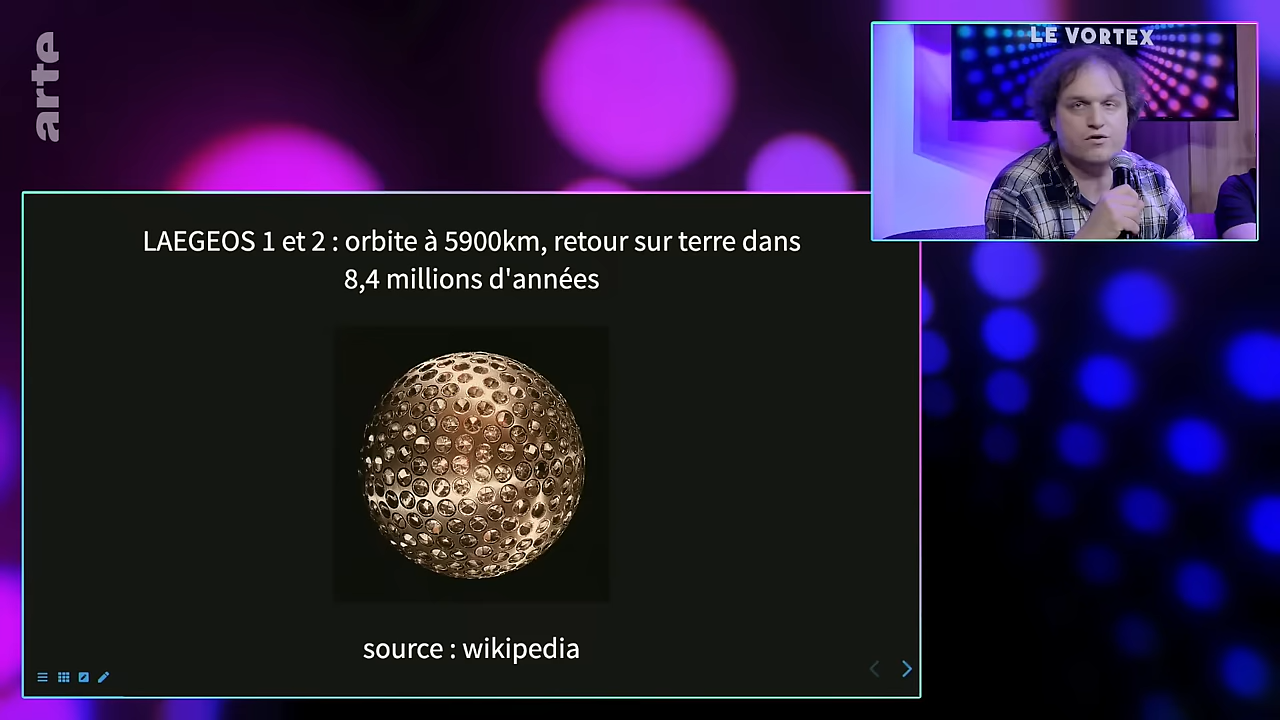 arte
LE VORTEX
LAEGEOS 1 et 2 : orbite à 5900km, retour sur terre dans
8,4 millions d'années
source : wikipedia